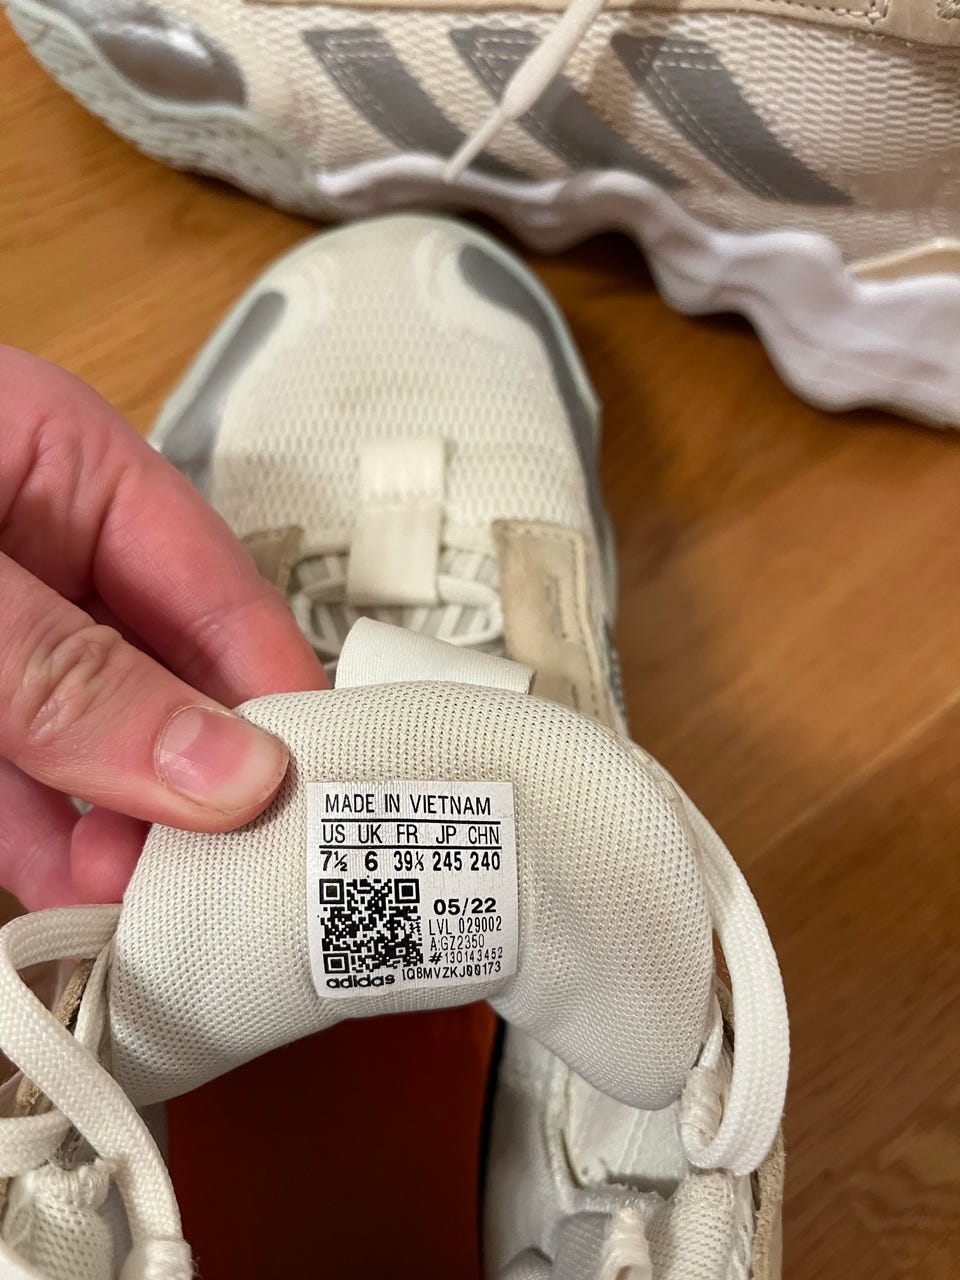 MADE IN VIETNAM
US UK FR JP CHN
7½ 6 39⅓ 245 240
05/22
LVL 029002
A:GZ2350
#130143452
adidas 1Q8MVZKJ00173